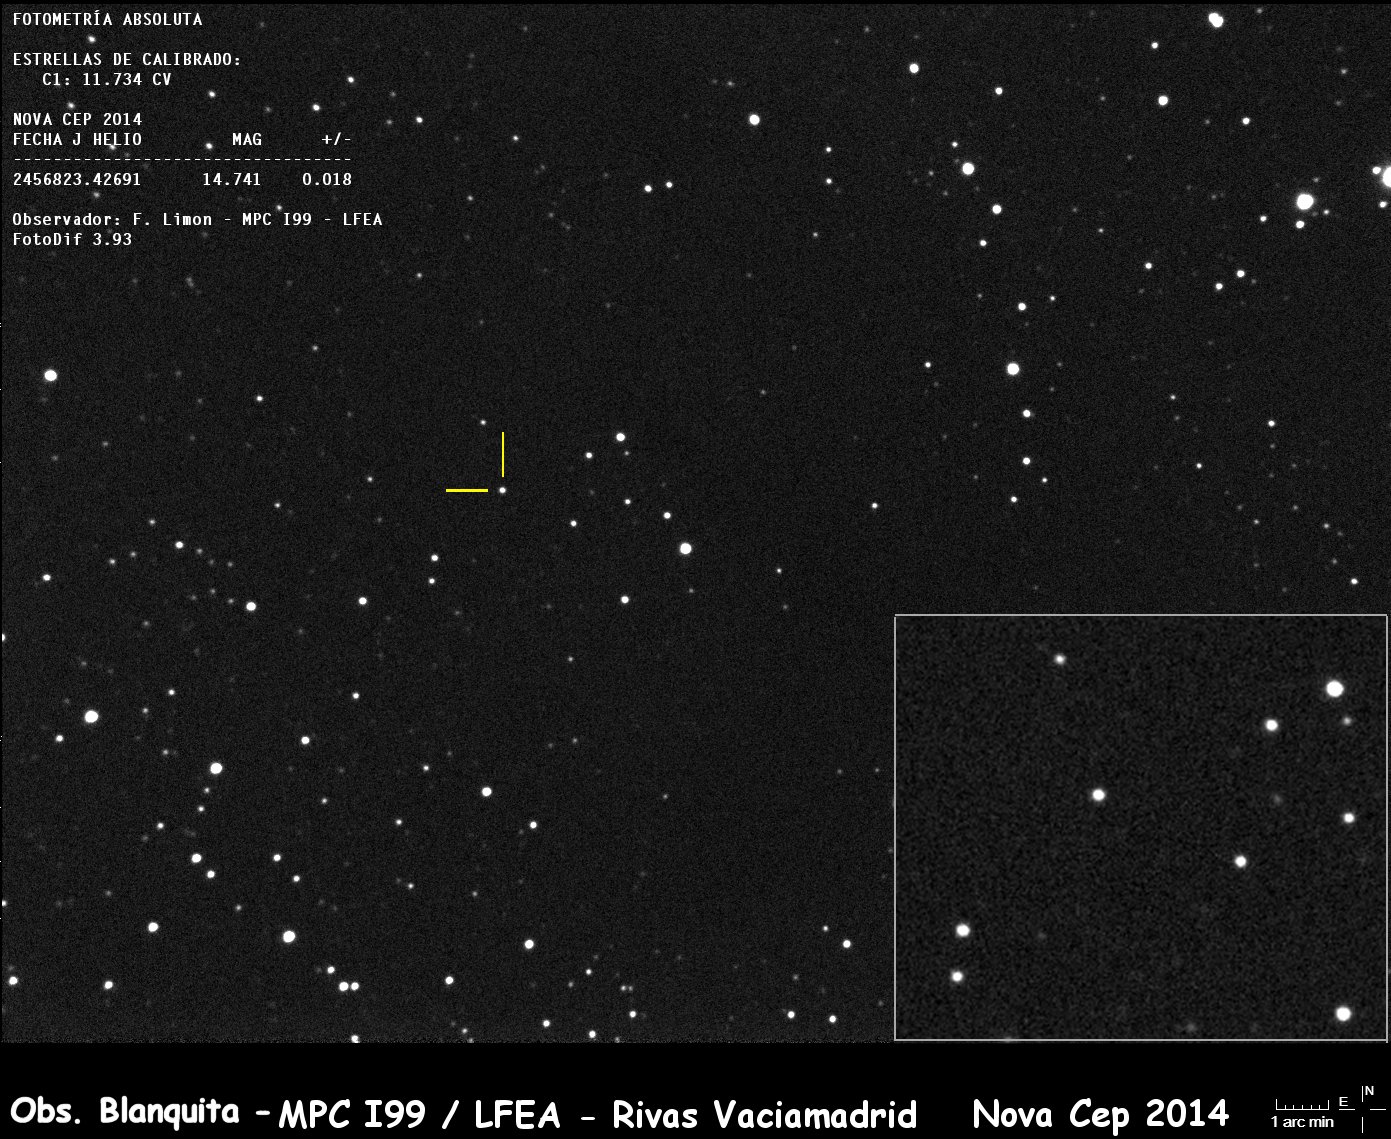 FOTOMETRÍA ABSOLUTA
ESTRELLAS DE CALIBRADO:
C1: 11.734 CV
NOVA CEP 2014
FECHA J HELIO MAG +/-
-----------------------------------
2456823.42691 14.741 0.018
Observador: F. Limon - MPC I99 - LFEA
FotoDif 3.93
Obs. Blanquita - MPC I99 / LFEA - Rivas Vaciamadrid Nova Cep 2014
1 arc min E N